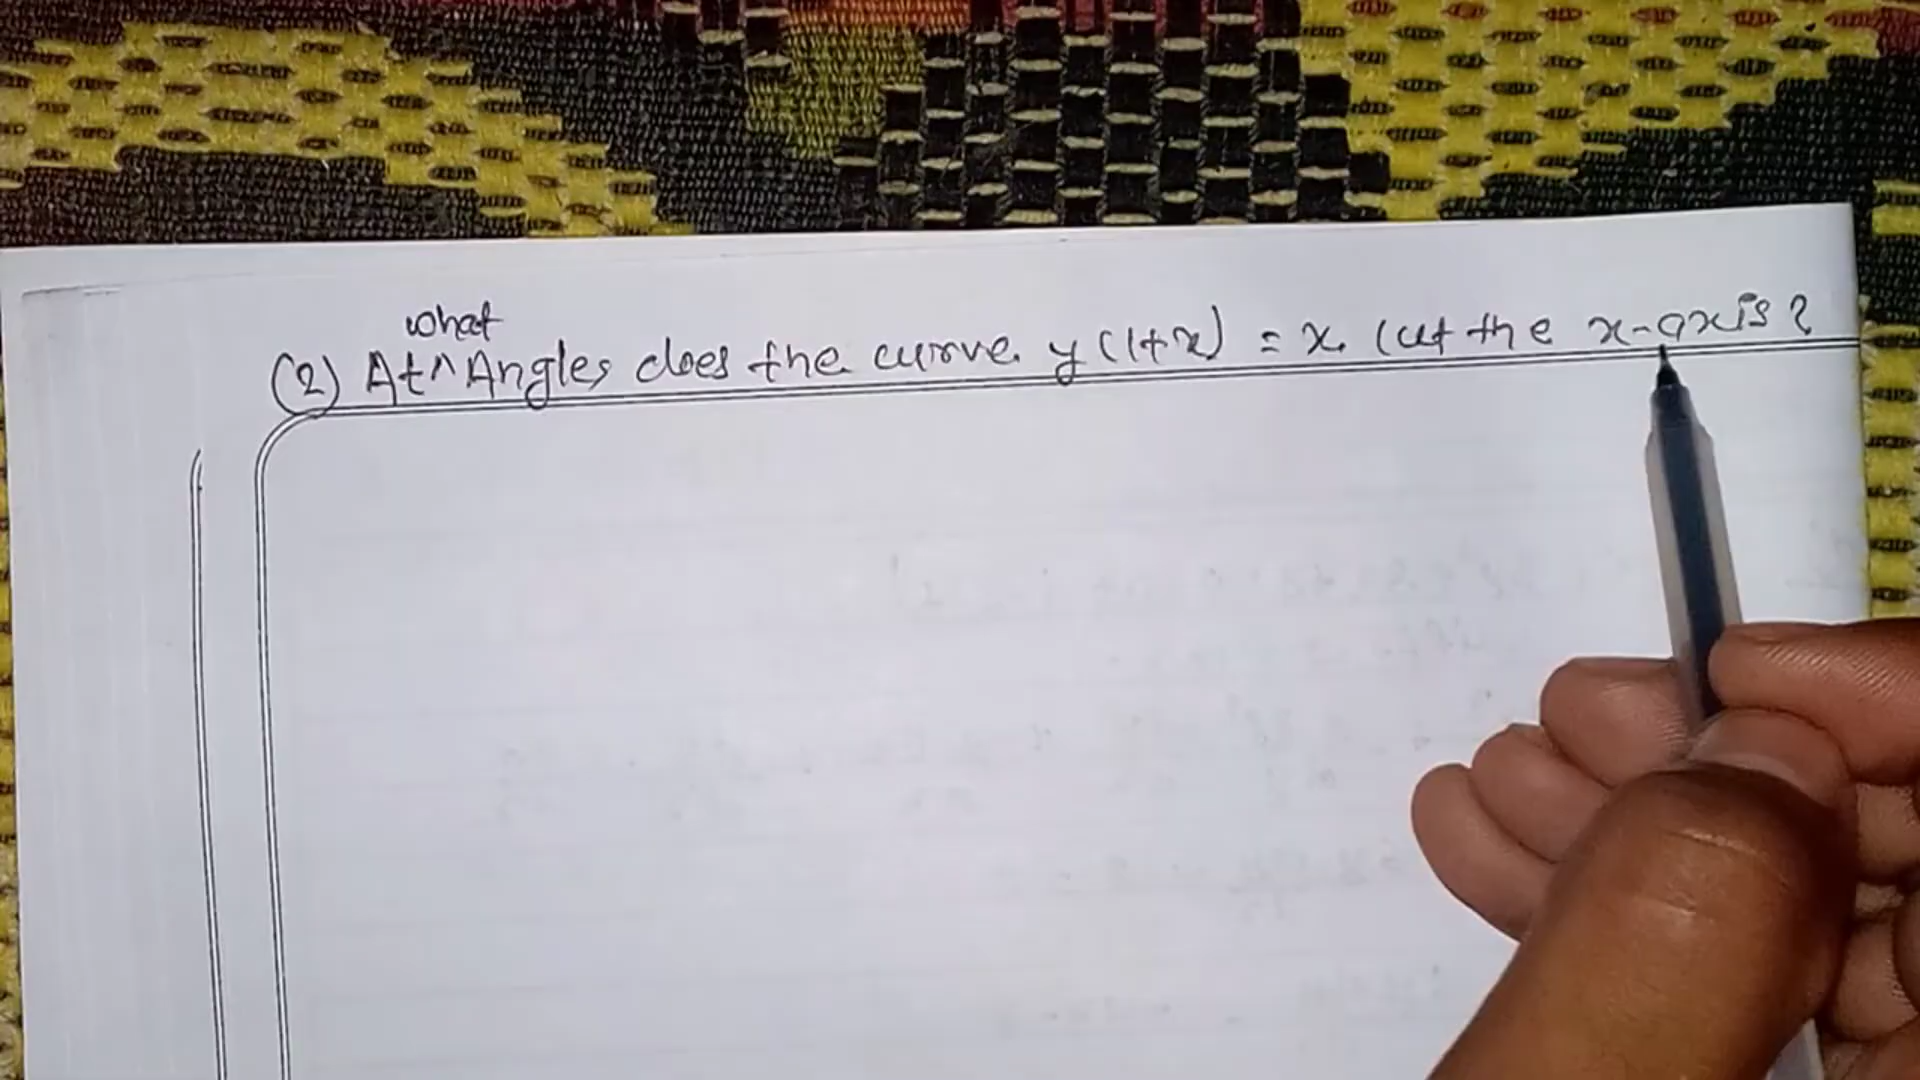 what
(2) At ^ Angles does the curve y(1+x) = x. Cut the x-axis?